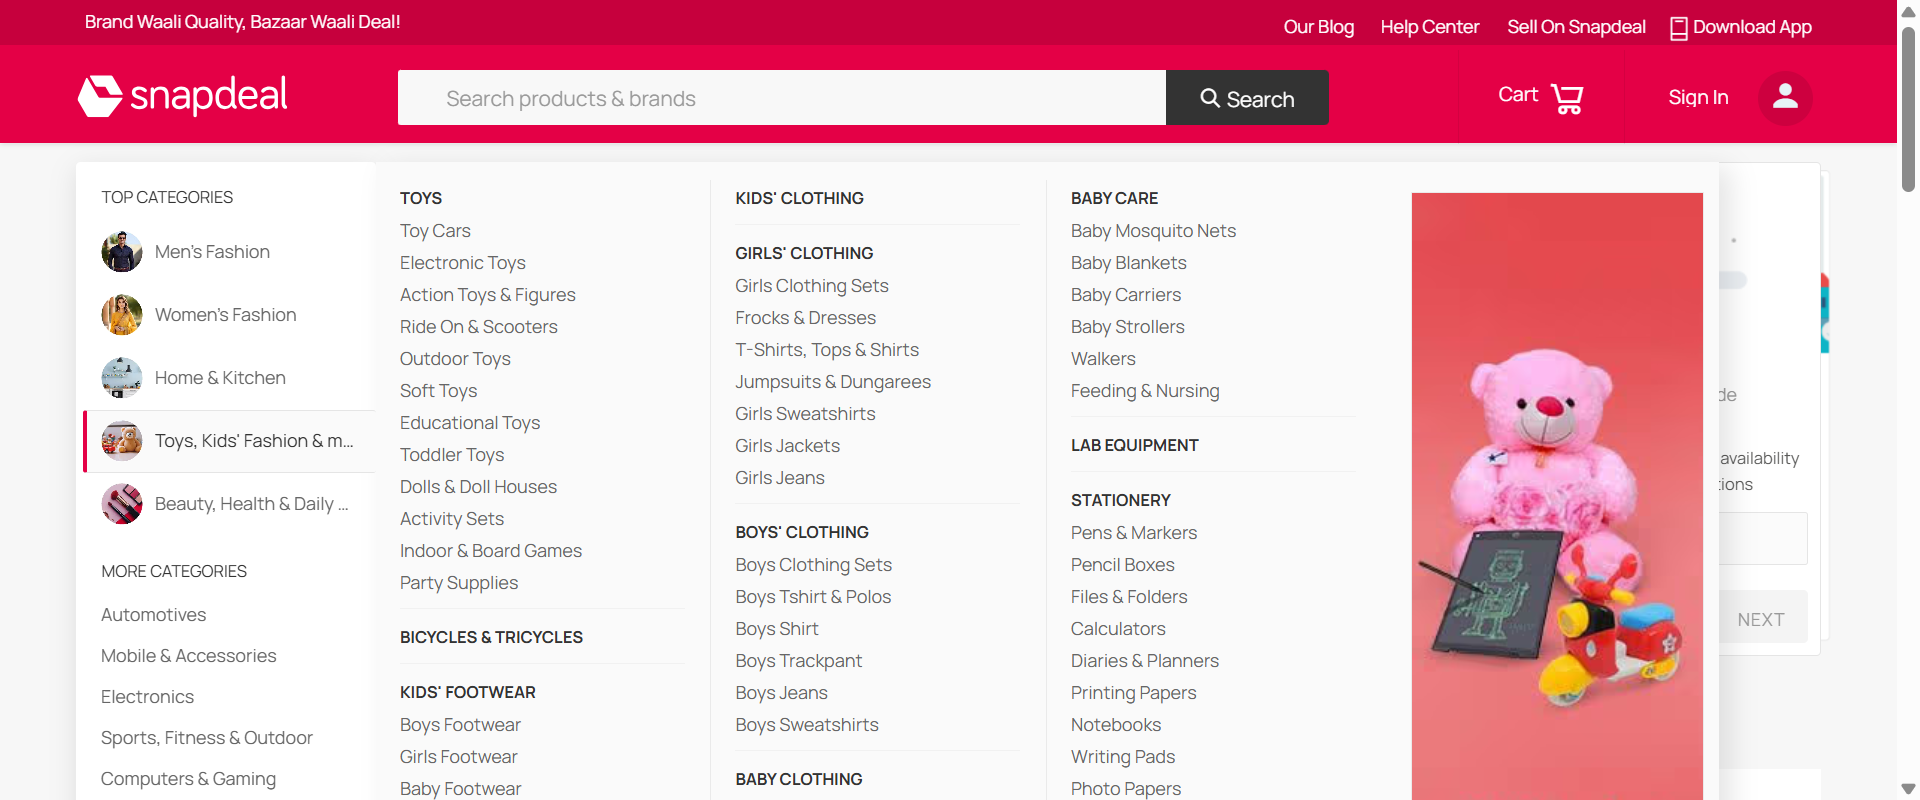 Brand Waali Quality, Bazaar Waali Deal!
Our Blog
Help Center
Sell On Snapdeal
Download App
snapdeal
Search products & brands
Search
Cart
Sign In
TOP CATEGORIES
Men's Fashion
Women's Fashion
Home & Kitchen
Toys, Kids' Fashion & m...
Beauty, Health & Daily ...
MORE CATEGORIES
Automotives
Mobile & Accessories
Electronics
Sports, Fitness & Outdoor
Computers & Gaming
TOYS
Toy Cars
Electronic Toys
Action Toys & Figures
Ride On & Scooters
Outdoor Toys
Soft Toys
Educational Toys
Toddler Toys
Dolls & Doll Houses
Activity Sets
Indoor & Board Games
Party Supplies
BICYCLES & TRICYCLES
KIDS' FOOTWEAR
Boys Footwear
Girls Footwear
Baby Footwear
KIDS' CLOTHING
GIRLS' CLOTHING
Girls Clothing Sets
Frocks & Dresses
T-Shirts, Tops & Shirts
Jumpsuits & Dungarees
Girls Sweatshirts
Girls Jackets
Girls Jeans
BOYS' CLOTHING
Boys Clothing Sets
Boys Tshirt & Polos
Boys Shirt
Boys Trackpant
Boys Jeans
Boys Sweatshirts
BABY CLOTHING
BABY CARE
Baby Mosquito Nets
Baby Blankets
Baby Carriers
Baby Strollers
Walkers
Feeding & Nursing
LAB EQUIPMENT
STATIONERY
Pens & Markers
Pencil Boxes
Files & Folders
Calculators
Diaries & Planners
Printing Papers
Notebooks
Writing Pads
Photo Papers
de
availability
tions
NEXT